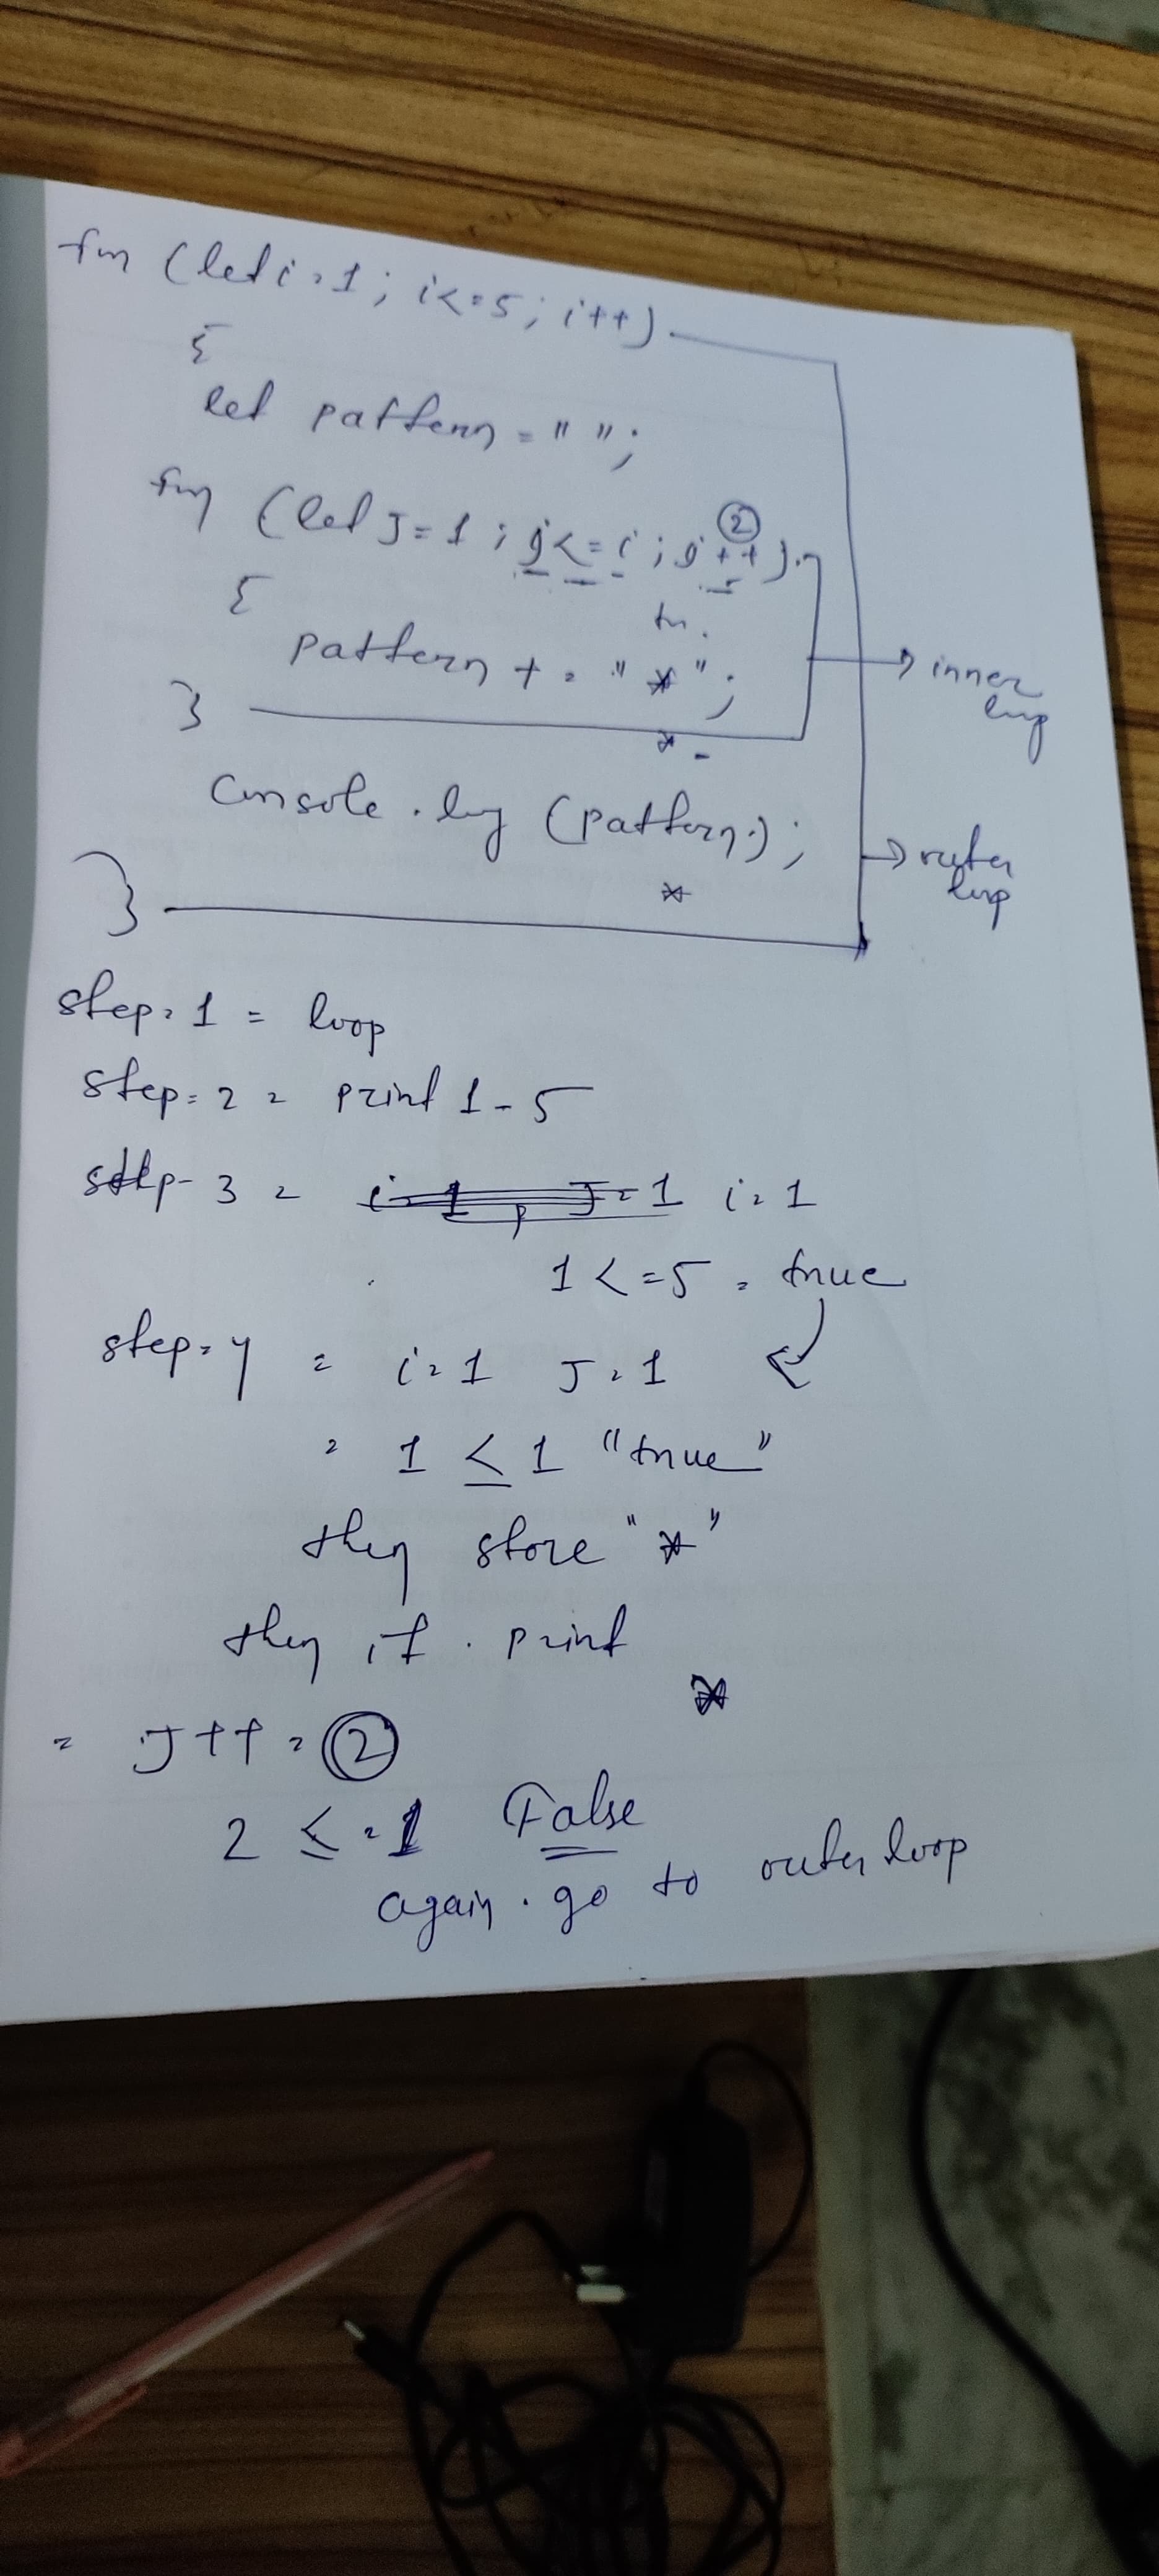 for (let i=1; i<=5; i++)
{
let pattern = " ";
for (let J=1; j<=i; j++)
2
{
pattern += "*";
inner
loop
}
*
console.log (pattern);
outer
loop
*
}
step=1 = loop
step=2 = print 1-5
step-3 = i=1, J=1 i=1
1<=5 = true
step=4 = i=1 J=1
= 1 ≤ 1 "true"
then store "*"
then it print
*
= J++ = 2
2 ≤=1 False
again go to outer loop